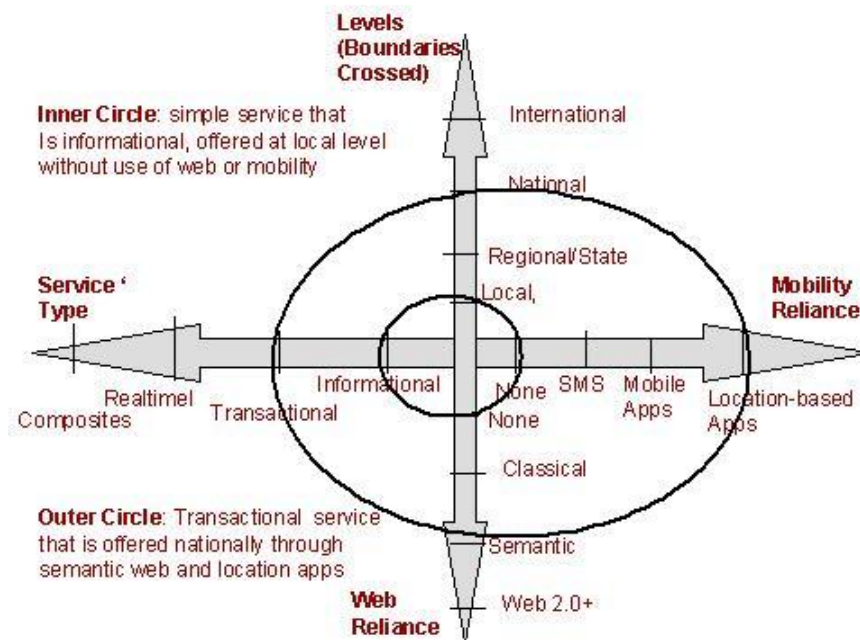 Levels
(Boundaries
Crossed)
Inner Circle: simple service that
Is informational, offered at local level
without use of web or mobility
International
National
Regional/State
Local,
Service ‘
Type
Mobility
Reliance
Informational
Realtimel
Transactional
Composites
None
SMS
Mobile
Apps
Location-based
Apps
None
Classical
Outer Circle: Transactional service
that is offered nationally through
semantic web and location apps
Semantic
Web
Reliance
Web 2.0+